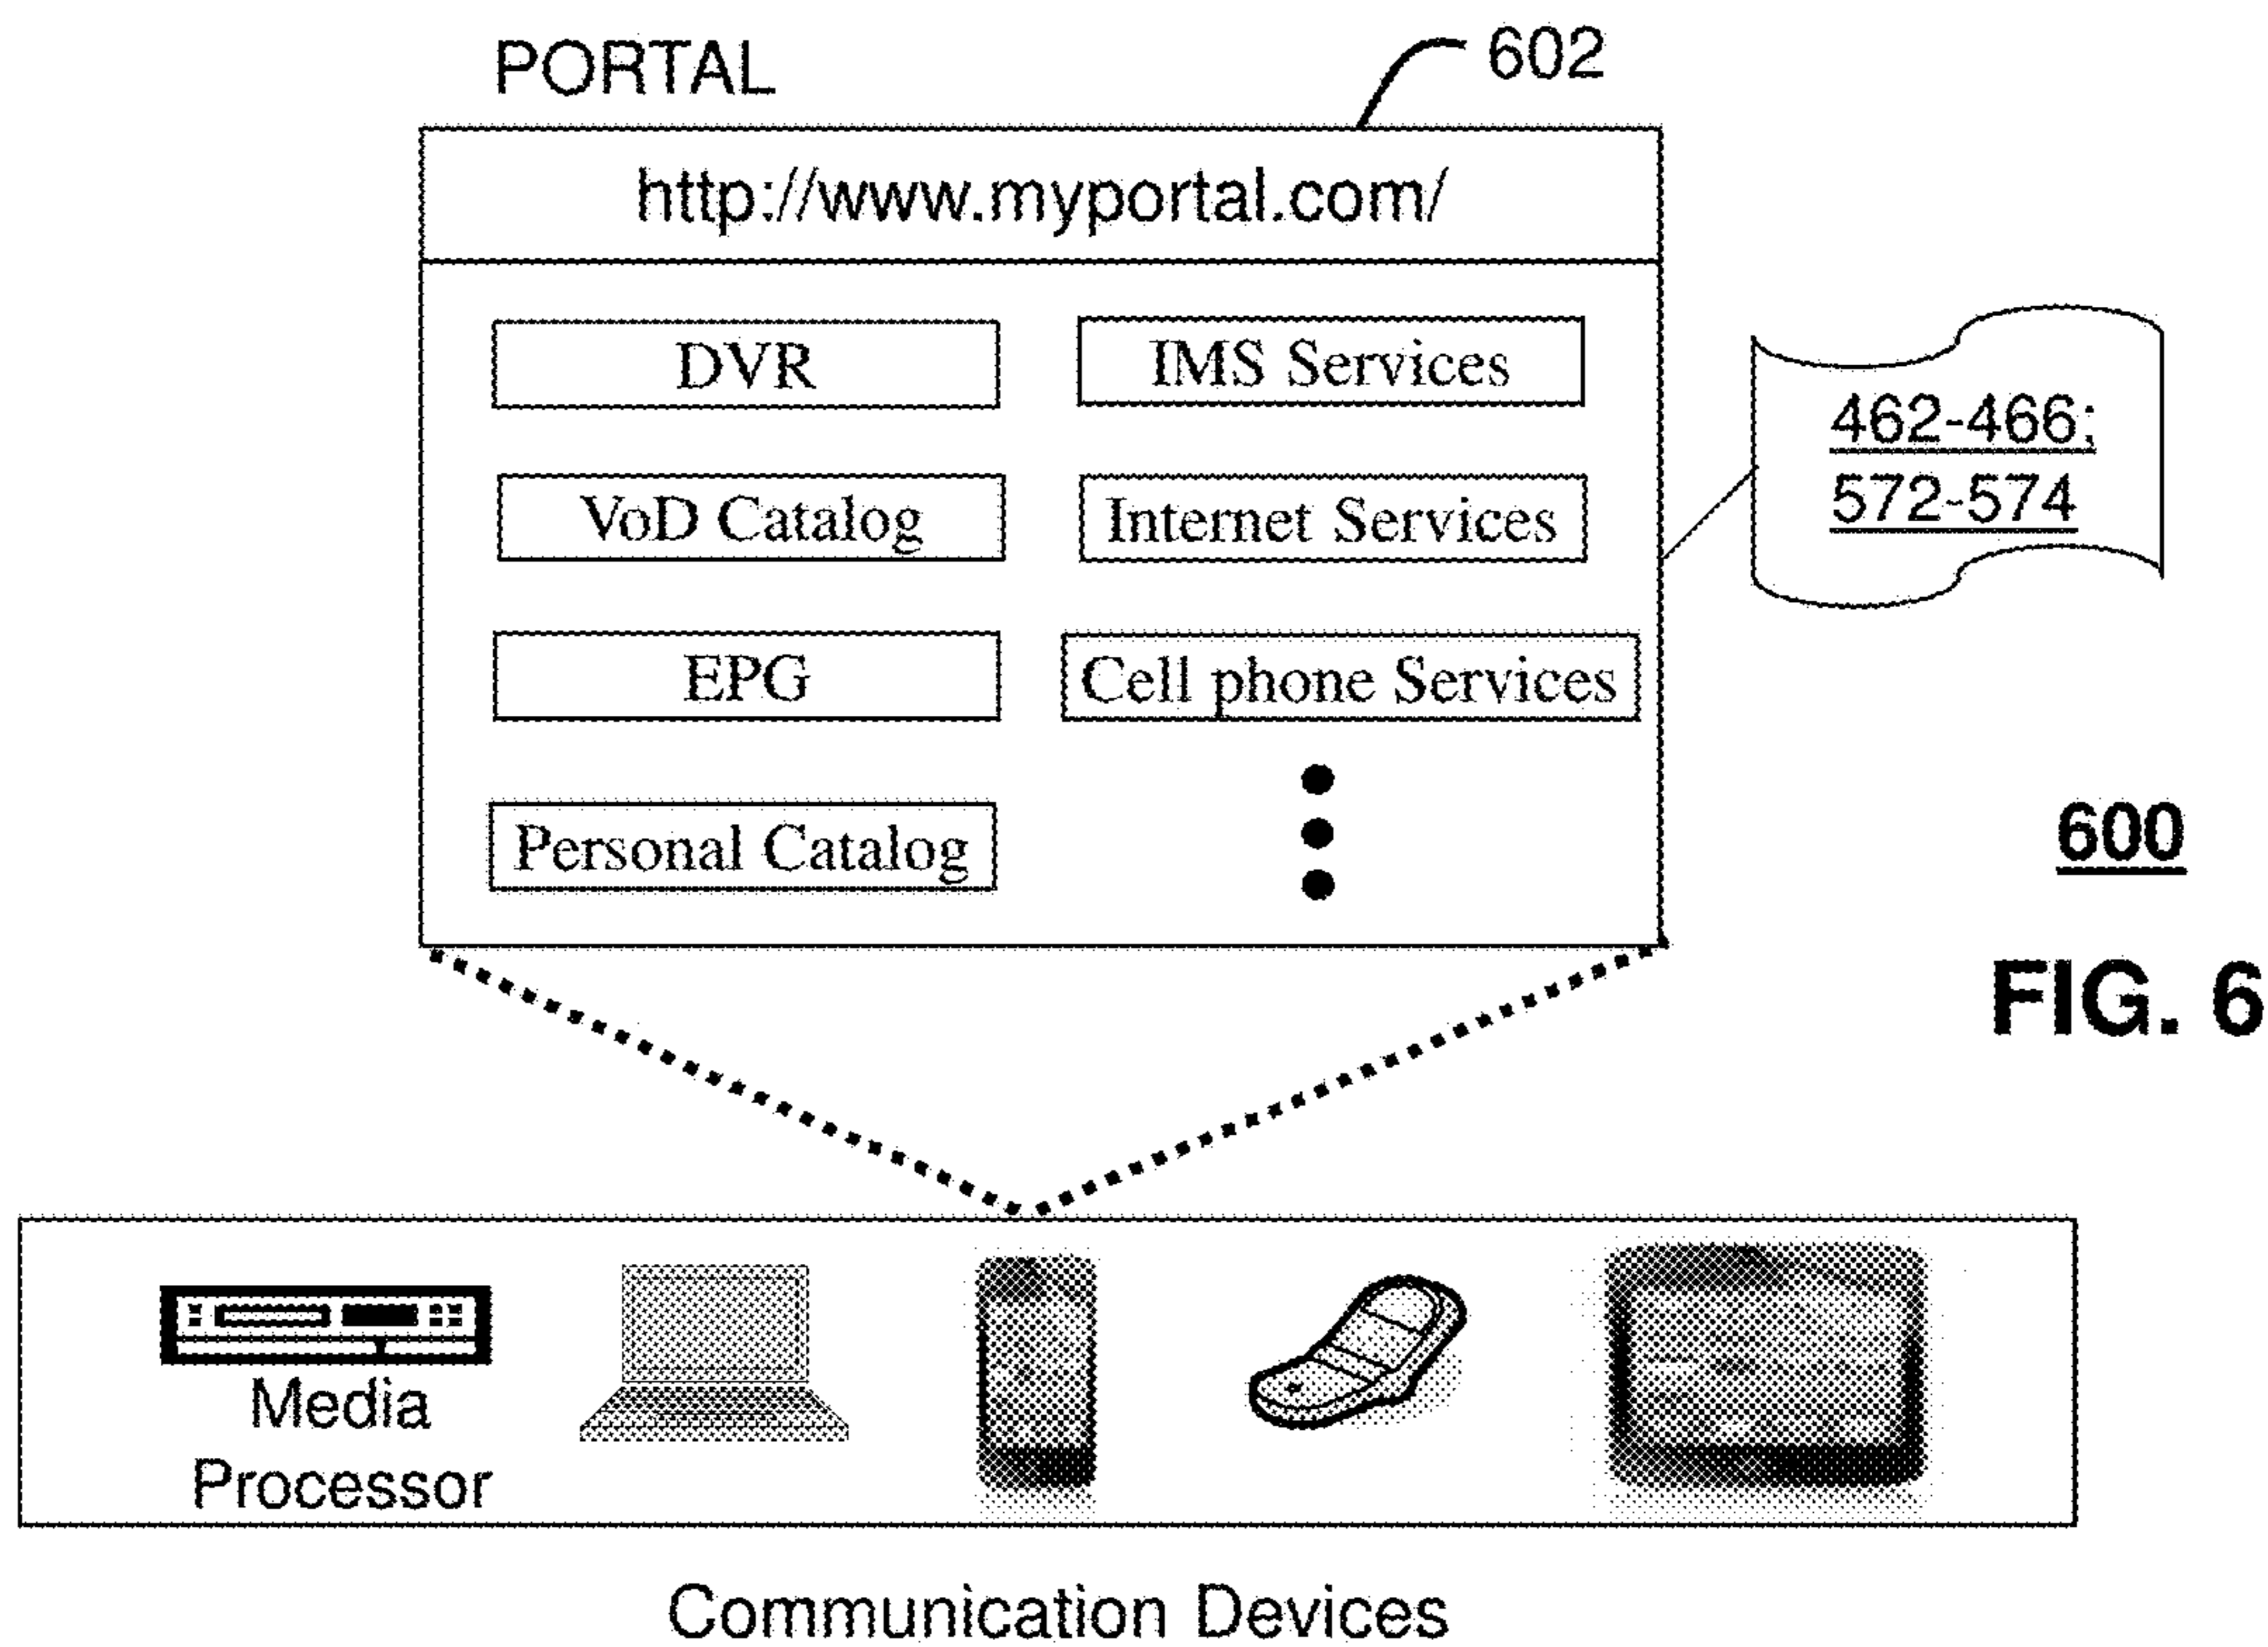 PORTAL
602
http://www.myportal.com/
DVR
IMS Services
VoD Catalog
Internet Services
EPG
Cell phone Services
Personal Catalog
462-466;
572-574
600
FIG. 6
Media
Processor
Communication Devices